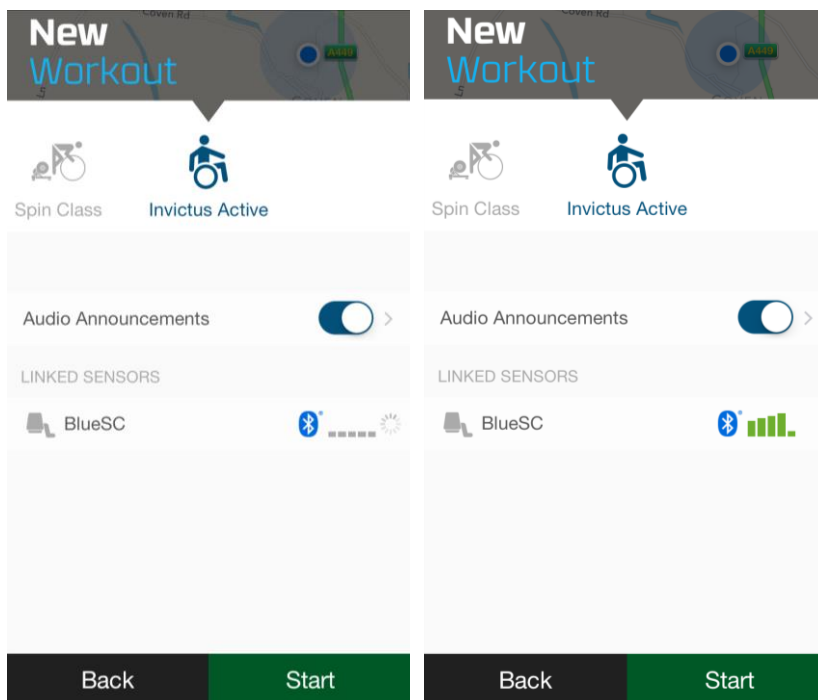 New
Workout
Coven Rd
A449
Spin Class
Invictus Active
Audio Announcements
LINKED SENSORS
BlueSC
Back
Start
New
Workout
Coven Rd
A449
Spin Class
Invictus Active
Audio Announcements
LINKED SENSORS
BlueSC
Back
Start